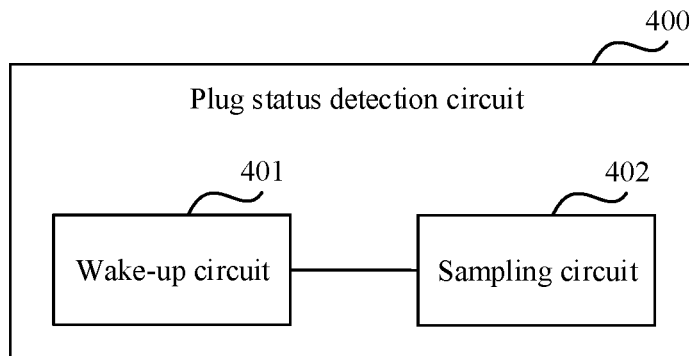 400
Plug status detection circuit
401
402
Wake-up circuit
Sampling circuit